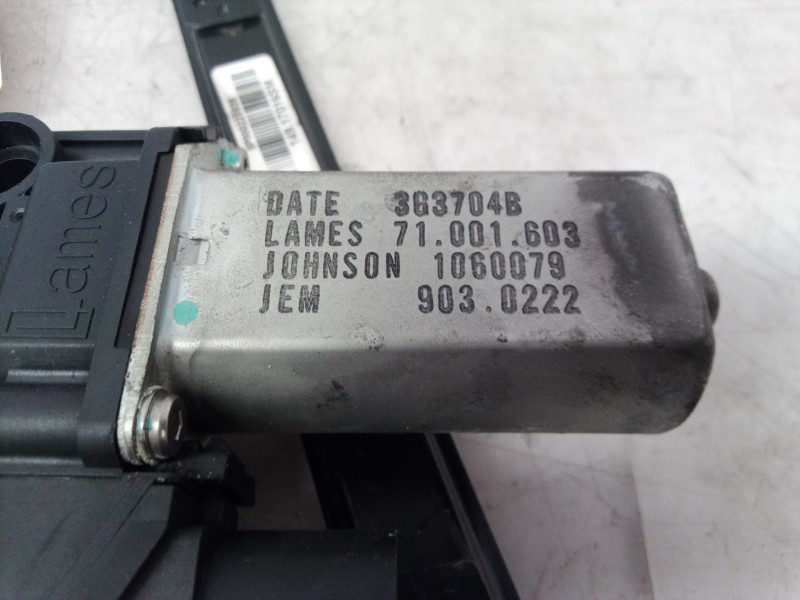 DATE 3G3704B
LAMES 71.001.603
JOHNSON 1060079
JEM 903.0222
Lames